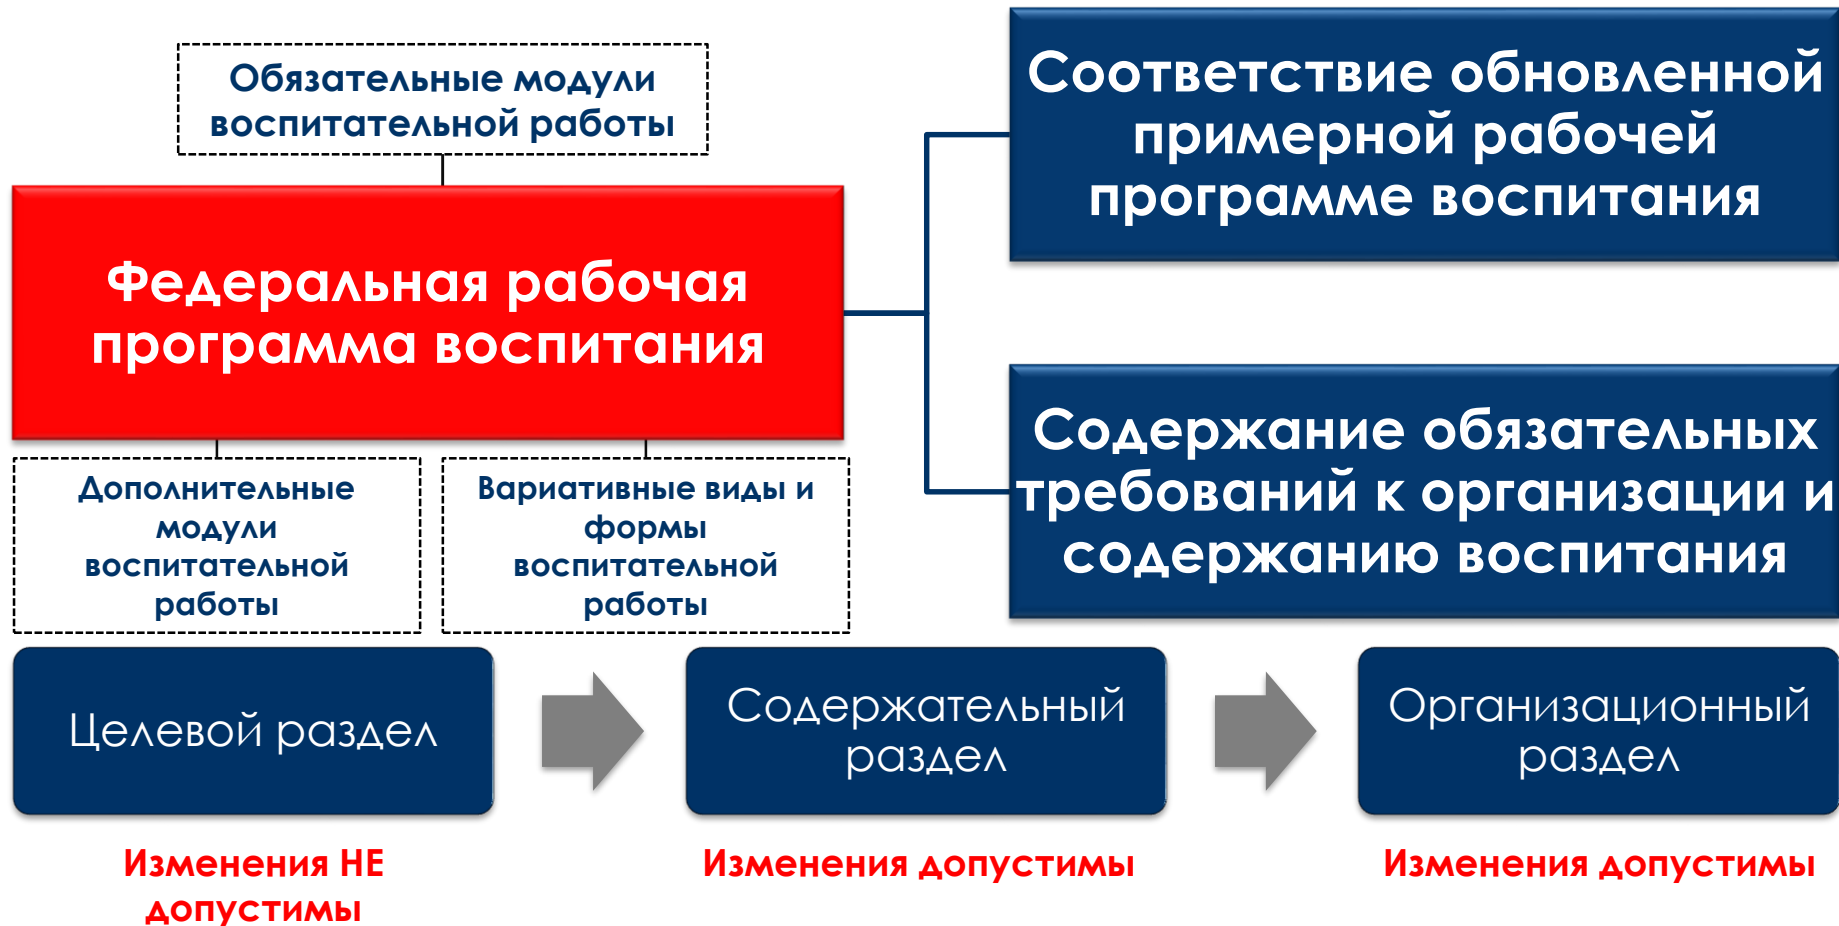 Обязательные модули
воспитательной работы
Федеральная рабочая
программа воспитания
Дополнительные
модули
воспитательной
работы
Вариативные виды и
формы
воспитательной
работы
Соответствие обновленной
примерной рабочей
программе воспитания
Содержание обязательных
требований к организации и
содержанию воспитания
Целевой раздел
Содержательный
раздел
Организационный
раздел
Изменения НЕ
допустимы
Изменения допустимы
Изменения допустимы